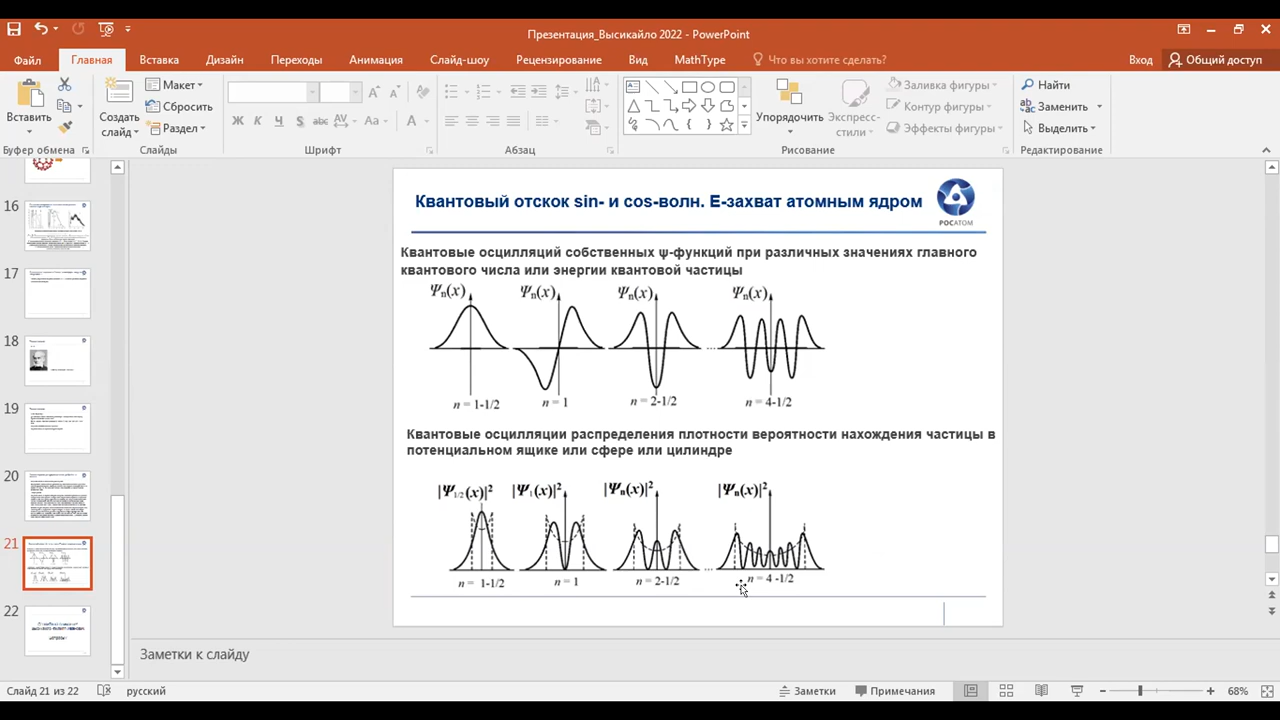 Презентация_Высикайло 2022 - PowerPoint
Файл Главная Вставка Дизайн Переходы Анимация Слайд-шоу Рецензирование Вид MathType Что вы хотите сделать? Вход Общий доступ
Вставить
Создать слайд
Макет
Сбросить
Раздел
Ж К Ч S abc AV Aa А
Упорядочить
Экспресс-стили
Заливка фигуры
Контур фигуры
Эффекты фигуры
Найти
Заменить
Выделить
Буфер обмена Слайды Шрифт Абзац Рисование Редактирование
16
17
18
19
20
21
22
Квантовый отскок sin- и cos-волн. Е-захват атомным ядром
РОСАТОМ
Квантовые осцилляций собственных ψ-функций при различных значениях главного
квантового числа или энергии квантовой частицы
Ψn(x) Ψn(x) Ψn(x) Ψn(x)
...
n = 1-1/2 n = 1 n = 2-1/2 n = 4-1/2
Квантовые осцилляции распределения плотности вероятности нахождения частицы в
потенциальном ящике или сфере или цилиндре
|Ψ1/2(x)|2 |Ψ1(x)|2 |Ψn(x)|2 |Ψn(x)|2
...
n = 1-1/2 n = 1 n = 2-1/2 n = 4 -1/2
Заметки к слайду
Слайд 21 из 22 русский Заметки Примечания 68%